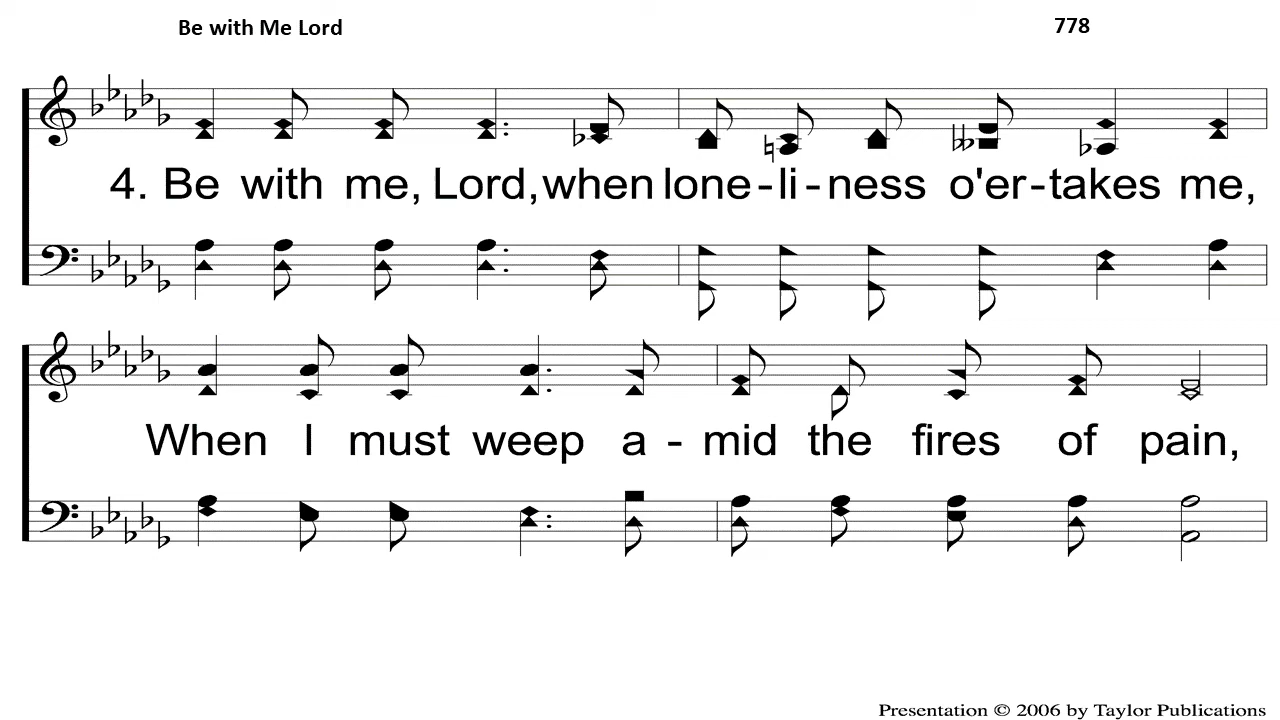 Be with Me Lord 778
4. Be with me, Lord, when lone - li - ness o'er - takes me,
When I must weep a - mid the fires of pain,
Presentation © 2006 by Taylor Publications